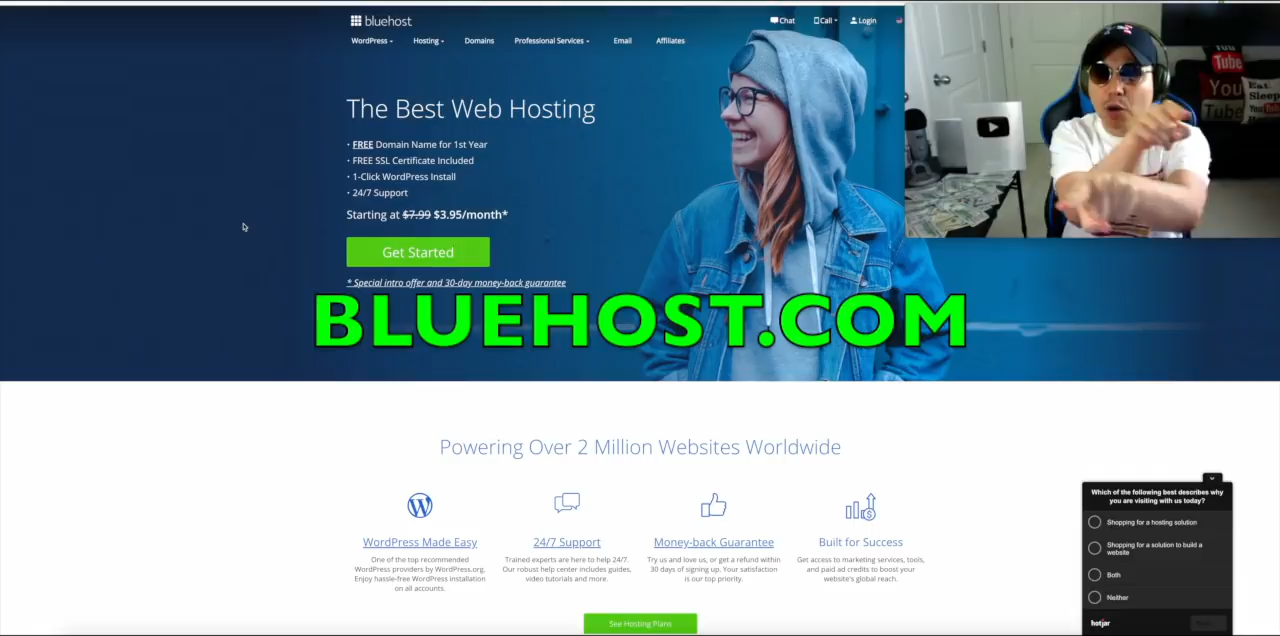 bluehost
Chat
Call
Login
WordPress
Hosting
Domains
Professional Services
Email
Affiliates
The Best Web Hosting
· FREE Domain Name for 1st Year
· FREE SSL Certificate Included
· 1-Click WordPress Install
· 24/7 Support
Starting at $7.99 $3.95/month*
Get Started
* Special intro offer and 30-day money-back guarantee
BLUEHOST.COM
You
Tube
You
Tube
Eat
Sleep
Powering Over 2 Million Websites Worldwide
WordPress Made Easy
One of the top recommended
WordPress providers by WordPress.org.
Enjoy hassle-free WordPress installation
on all accounts.
24/7 Support
Trained experts are here to help 24/7.
Our robust help center includes guides,
video tutorials and more.
Money-back Guarantee
Try us and love us, or get a refund within
30 days of signing up. Your satisfaction
is our top priority.
Built for Success
Get access to marketing services, tools,
and paid ad credits to boost your
website's global reach.
See Hosting Plans
Which of the following best describes why
you are visiting with us today?
Shopping for a hosting solution
Shopping for a solution to build a
website
Both
Neither
hotjar